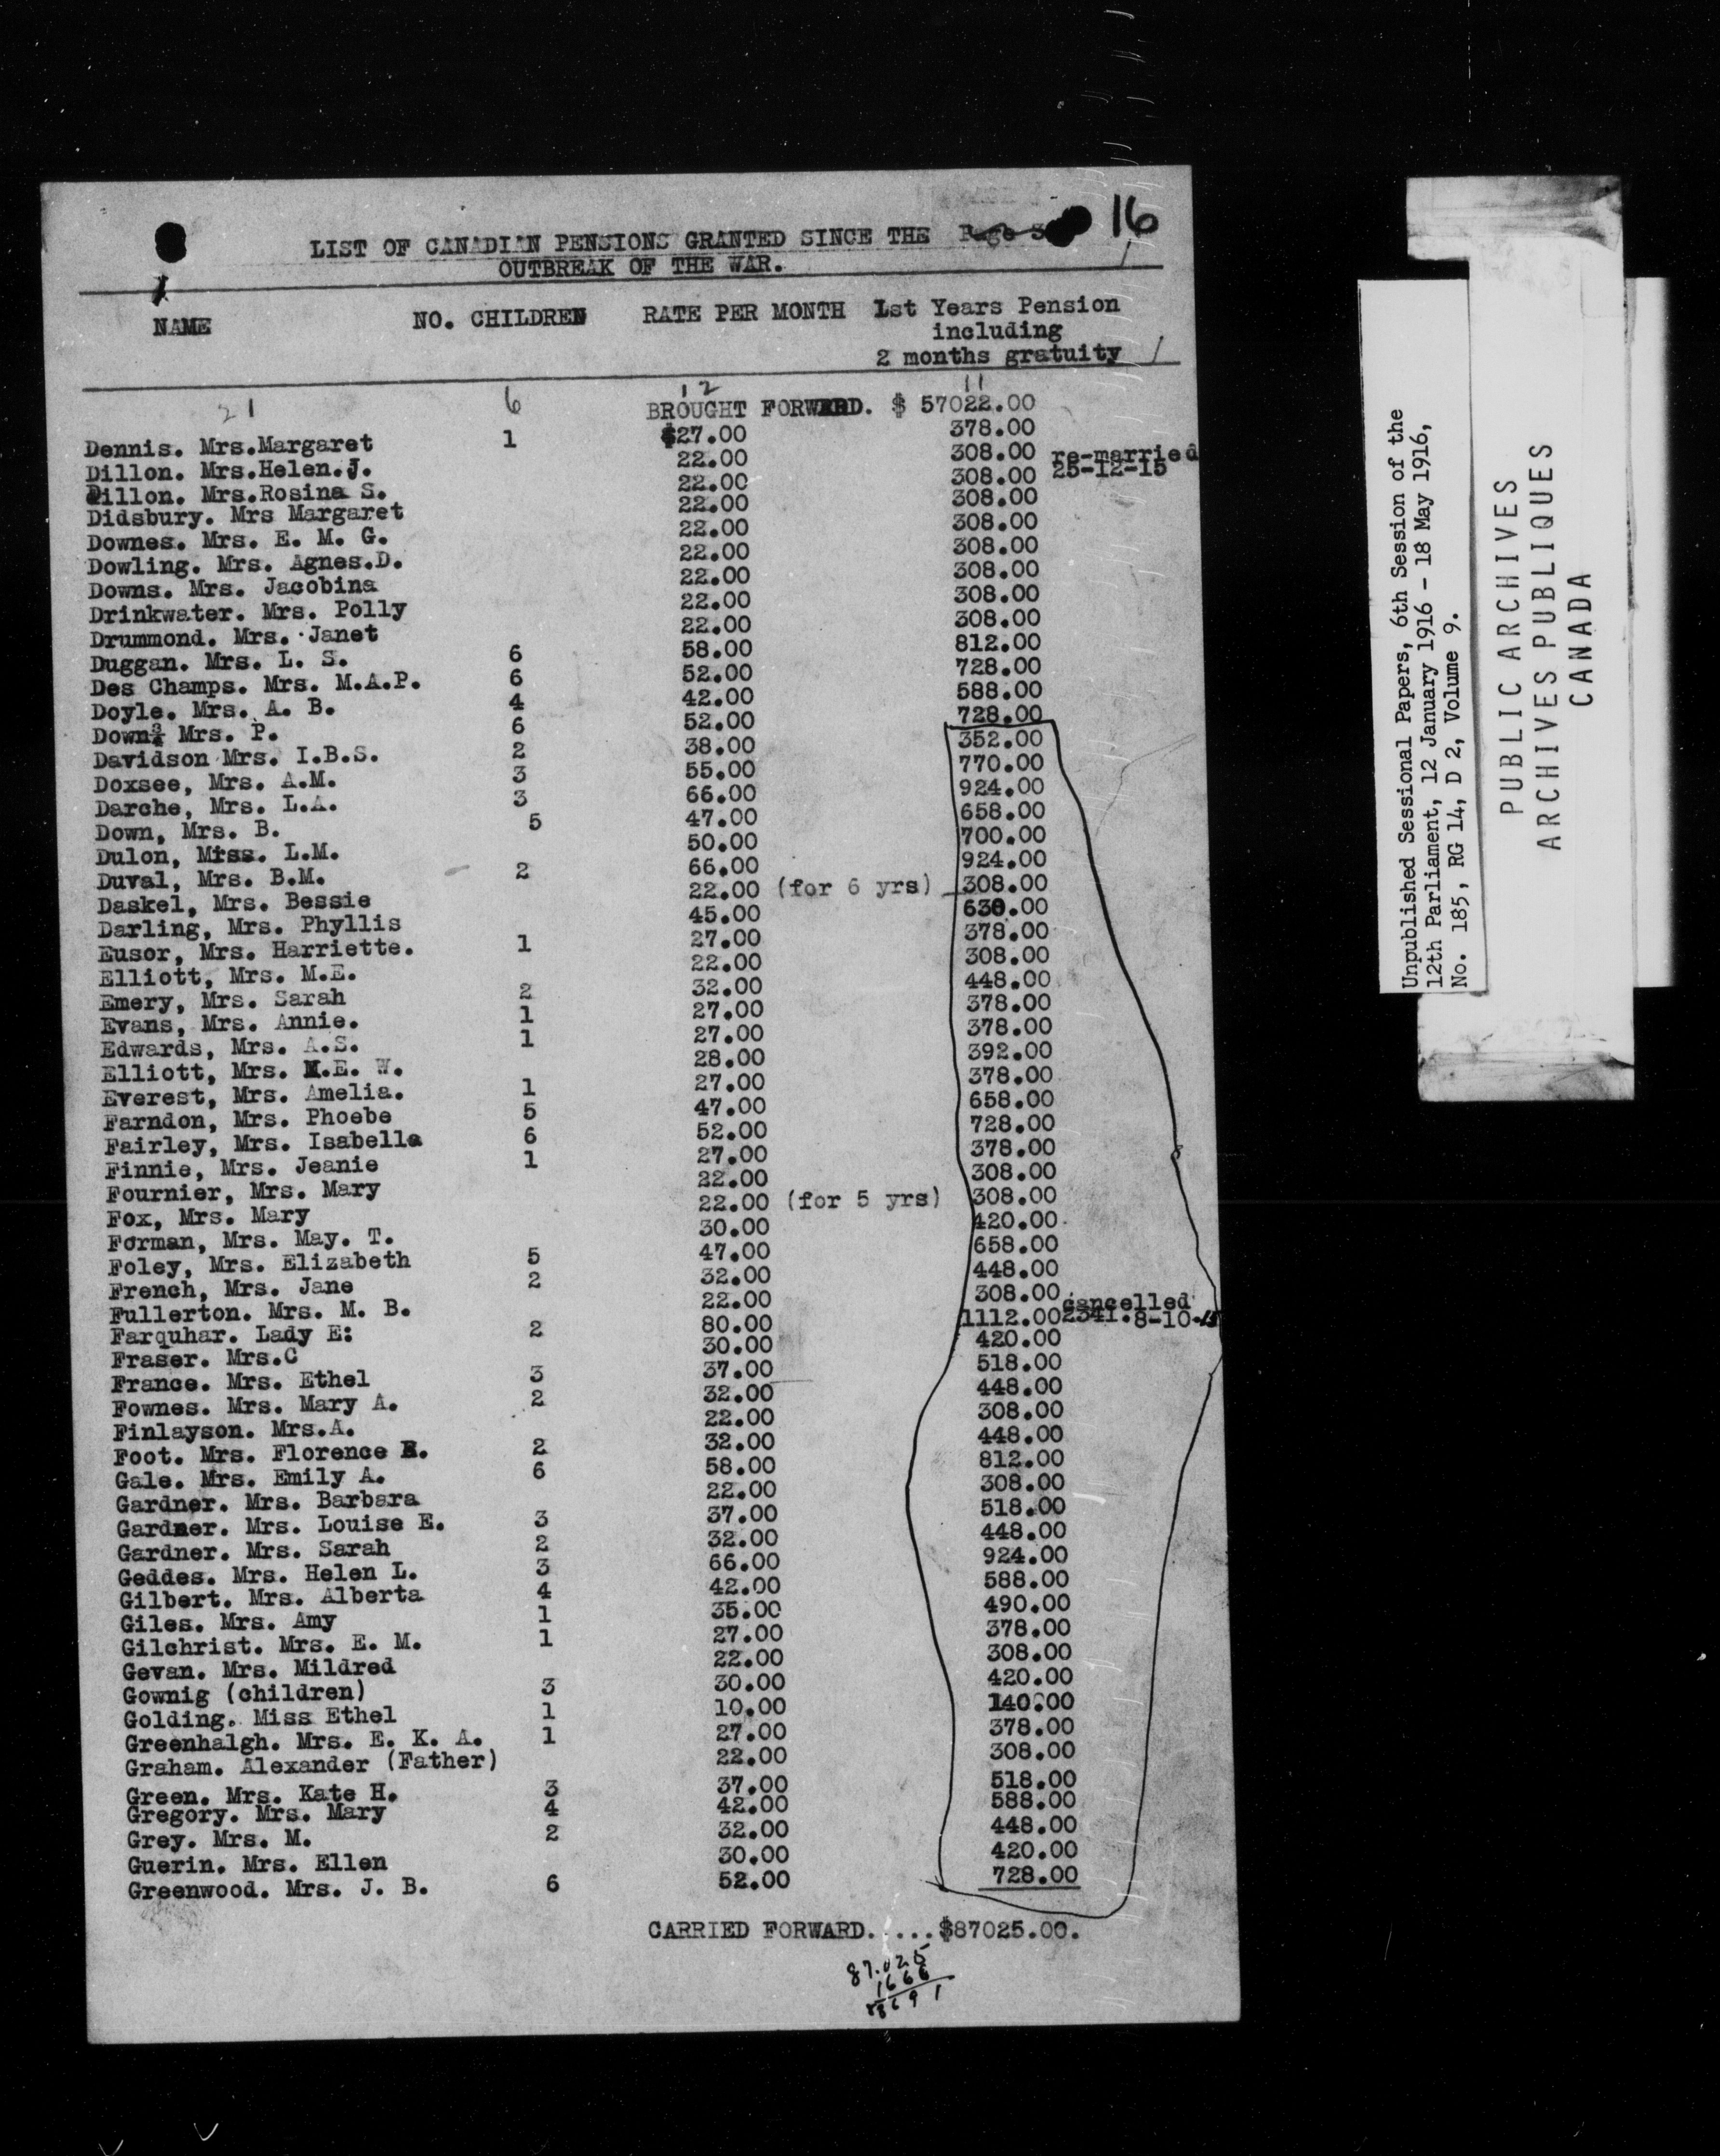 16
LIST OF CANADIAN PENSIONS GRANTED SINCE THE Page 3
OUTBREAK OF THE WAR.
NAME NO. CHILDREN RATE PER MONTH 1st Years Pension
including
2 months gratuity
21 6 12 11
BROUGHT FORWARD. $ 57022.00
Dennis. Mrs.Margaret 1 $27.00 378.00
Dillon. Mrs.Helen.J. 22.00 308.00 re-married
Dillon. Mrs.Rosina S. 22.00 308.00 25-12-15
Didsbury. Mrs Margaret 22.00 308.00
Downes. Mrs. E. M. G. 22.00 308.00
Dowling. Mrs. Agnes.D. 22.00 308.00
Downs. Mrs. Jacobina 22.00 308.00
Drinkwater. Mrs. Polly 22.00 308.00
Drummond. Mrs. Janet 22.00 308.00
Duggan. Mrs. L. S. 6 58.00 812.00
Des Champs. Mrs. M.A.P. 6 52.00 728.00
Doyle. Mrs. A. B. 4 42.00 588.00
Down Mrs. P. 6 52.00 728.00
Davidson Mrs. I.B.S. 2 38.00 352.00
Doxsee, Mrs. A.M. 3 55.00 770.00
Darche, Mrs. L.A. 3 66.00 924.00
Down, Mrs. B. 5 47.00 658.00
Dulon, Miss. L.M. 50.00 700.00
Duval, Mrs. B.M. 2 66.00 924.00
Daskel, Mrs. Bessie 22.00 (for 6 yrs) 308.00
Darling, Mrs. Phyllis 45.00 630.00
Eusor, Mrs. Harriette. 1 27.00 378.00
Elliott, Mrs. M.E. 22.00 308.00
Emery, Mrs. Sarah 2 32.00 448.00
Evans, Mrs. Annie. 1 27.00 378.00
Edwards, Mrs. A.S. 1 27.00 378.00
Elliott, Mrs. M.E. W. 28.00 392.00
Everest, Mrs. Amelia. 1 27.00 378.00
Farndon, Mrs. Phoebe 5 47.00 658.00
Fairley, Mrs. Isabella 6 52.00 728.00
Finnie, Mrs. Jeanie 1 27.00 378.00
Fournier, Mrs. Mary 22.00 308.00
Fox, Mrs. Mary 22.00 (for 5 yrs) 308.00
Forman, Mrs. May. T. 30.00 420.00
Foley, Mrs. Elizabeth 5 47.00 658.00
French, Mrs. Jane 2 32.00 448.00
Fullerton. Mrs. M. B. 22.00 308.00 cancelled
Farquhar. Lady E: 2 80.00 1112.00 2341. 8-10-15
Fraser. Mrs.C 30.00 420.00
France. Mrs. Ethel 3 37.00 518.00
Fownes. Mrs. Mary A. 2 32.00 448.00
Finlayson. Mrs.A. 22.00 308.00
Foot. Mrs. Florence E. 2 32.00 448.00
Gale. Mrs. Emily A. 6 58.00 812.00
Gardner. Mrs. Barbara 22.00 308.00
Gardner. Mrs. Louise E. 3 37.00 518.00
Gardner. Mrs. Sarah 2 32.00 448.00
Geddes. Mrs. Helen L. 3 66.00 924.00
Gilbert. Mrs. Alberta 4 42.00 588.00
Giles. Mrs. Amy 1 35.00 490.00
Gilchrist. Mrs. E. M. 1 27.00 378.00
Gevan. Mrs. Mildred 22.00 308.00
Gownig (children) 3 30.00 420.00
Golding. Miss Ethel 1 10.00 140.00
Greenhalgh. Mrs. E. K. A. 1 27.00 378.00
Graham. Alexander (Father) 22.00 308.00
Green. Mrs. Kate H. 3 37.00 518.00
Gregory. Mrs. Mary 4 42.00 588.00
Grey. Mrs. M. 2 32.00 448.00
Guerin. Mrs. Ellen 30.00 420.00
Greenwood. Mrs. J. B. 6 52.00 728.00
CARRIED FORWARD.....$87025.00.
87.025
1666
88691
Unpublished Sessional Papers, 6th Session of the
12th Parliament, 12 January 1916 - 18 May 1916,
No. 185, RG 14, D 2, Volume 9.
PUBLIC ARCHIVES
ARCHIVES PUBLIQUES
CANADA